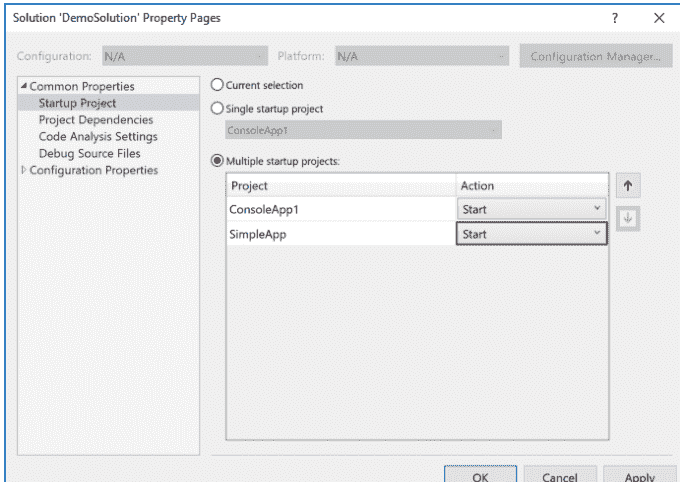 Solution 'DemoSolution' Property Pages
Configuration: N/A Platform: N/A Configuration Manager...
Common Properties
Startup Project
Project Dependencies
Code Analysis Settings
Debug Source Files
Configuration Properties
Current selection
Single startup project
ConsoleApp1
Multiple startup projects:
Project Action
ConsoleApp1 Start
SimpleApp Start
OK Cancel Apply